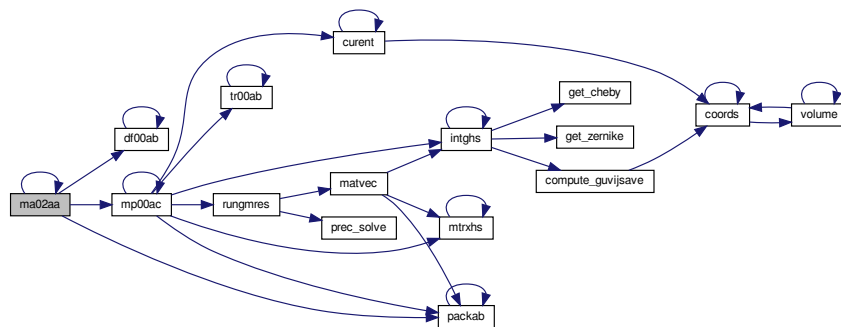 curent
tr00ab
get_cheby
coords
volume
df00ab
intghs
get_zernike
matvec
compute_guvijsave
ma02aa
mp00ac
rungmres
prec_solve
mtrxhs
packab